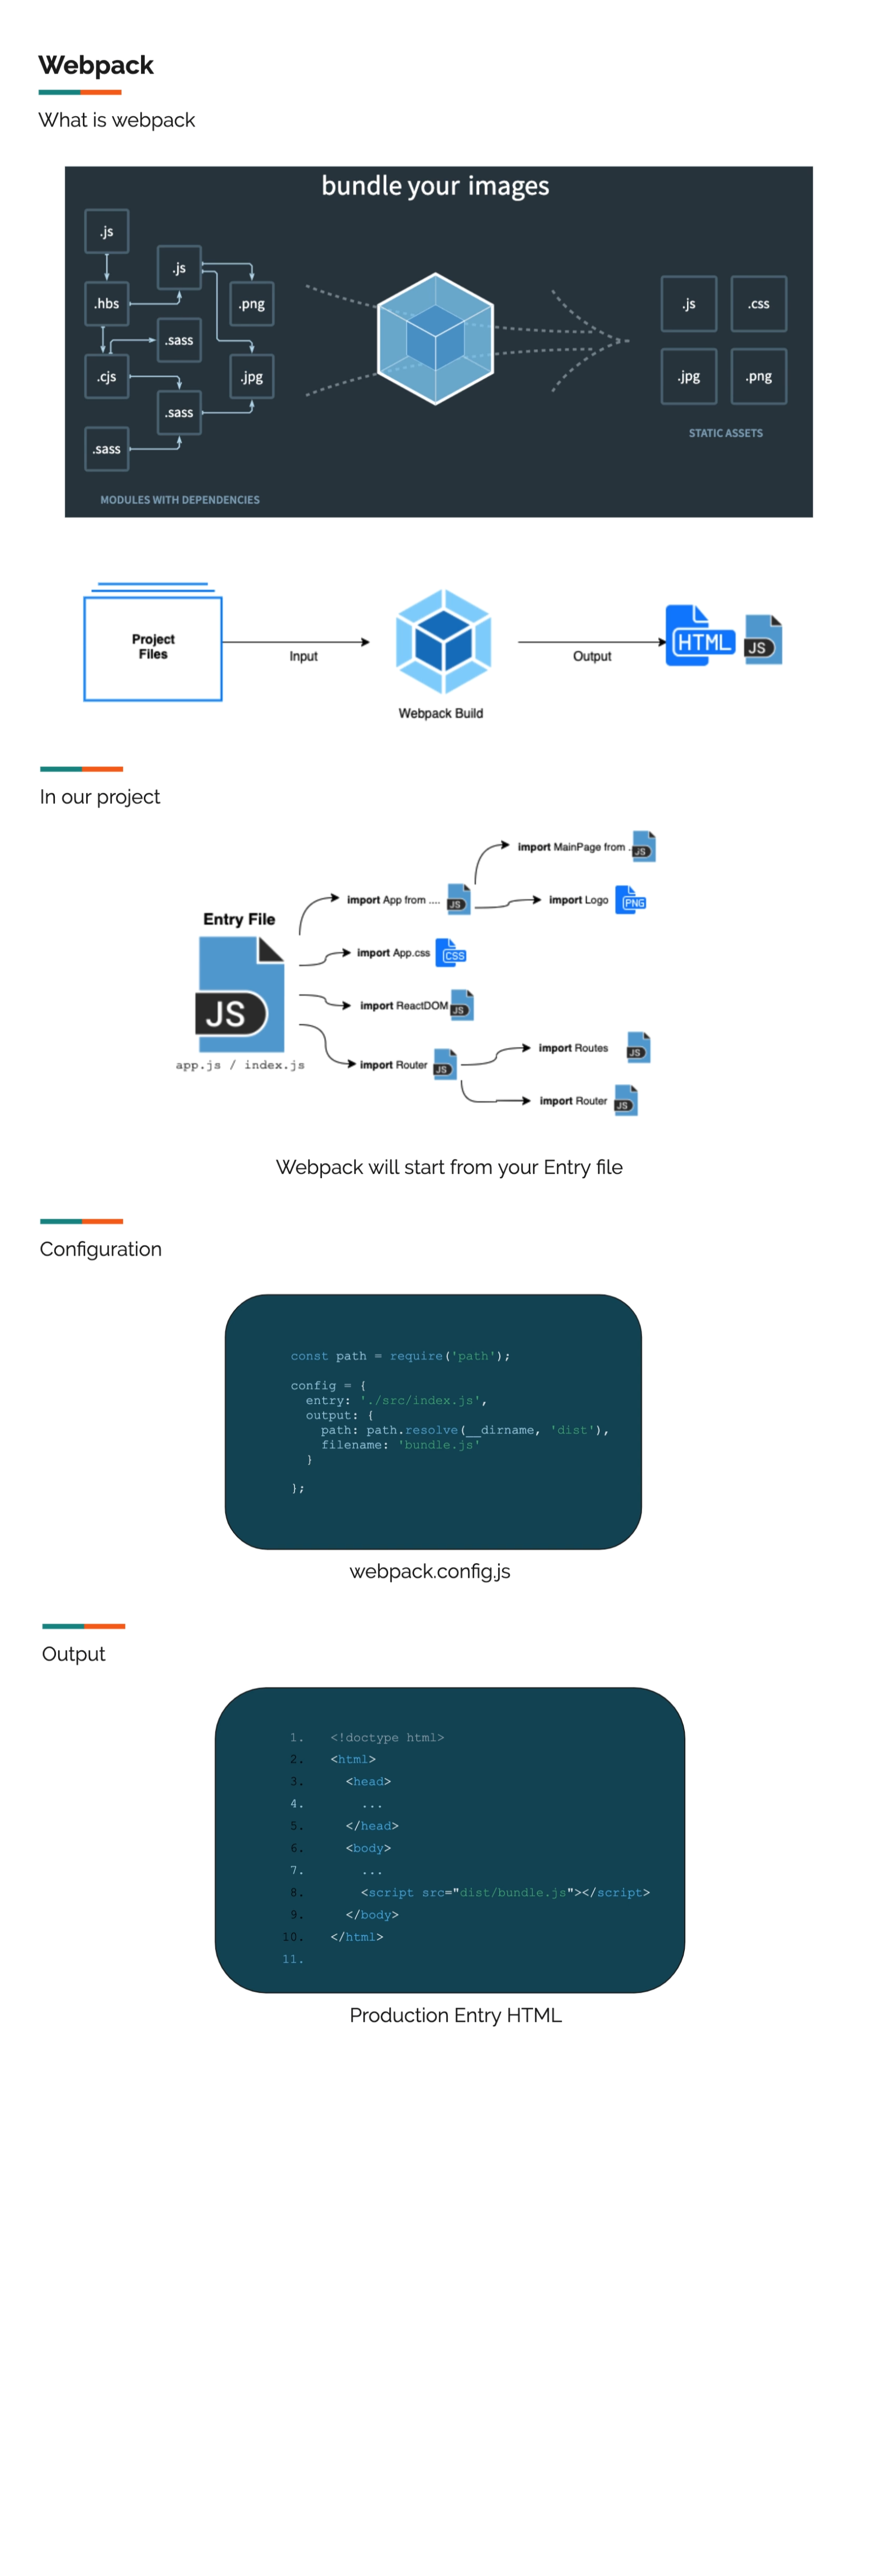 Webpack
What is webpack
bundle your images
.js
.js
.hbs
.png
.sass
.cjs
.jpg
.sass
.sass
MODULES WITH DEPENDENCIES
.js
.css
.jpg
.png
STATIC ASSETS
Project
Files
Input
Webpack Build
Output
HTML
JS
In our project
Entry File
JS
app.js / index.js
import App from ....
JS
import MainPage from .
JS
import Logo
PNG
import App.css
CSS
import ReactDOM
JS
import Router
JS
import Routes
JS
import Router
JS
Webpack will start from your Entry file
Configuration
const path = require('path');
config = {
entry: './src/index.js',
output: {
path: path.resolve(__dirname, 'dist'),
filename: 'bundle.js'
}
};
webpack.config.js
Output
1. <!doctype html>
2. <html>
3. <head>
4. ...
5. </head>
6. <body>
7. ...
8. <script src="dist/bundle.js"></script>
9. </body>
10. </html>
11.
Production Entry HTML